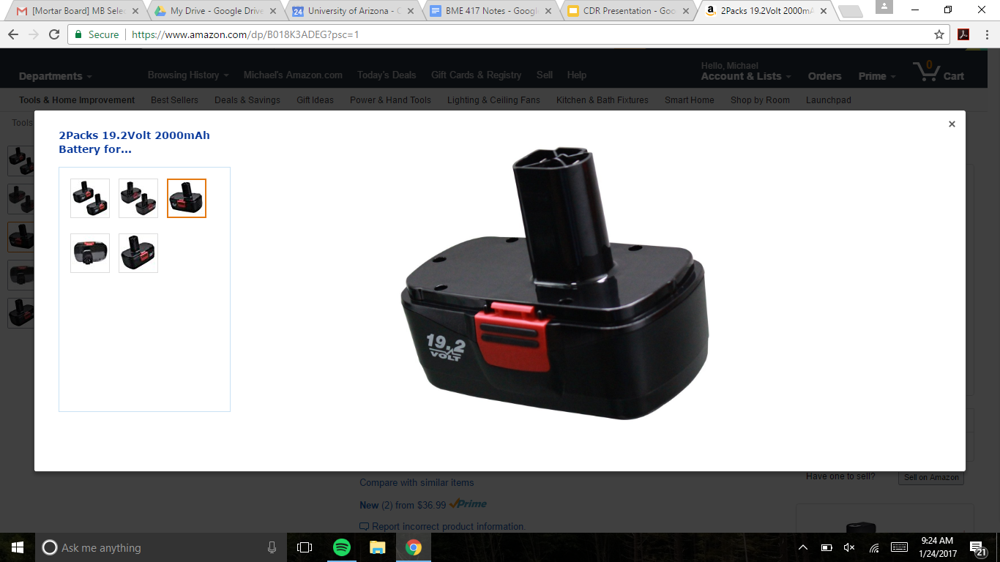 [Mortar Board] MB Selec
My Drive - Google Drive
24
University of Arizona - C
BME 417 Notes - Google
CDR Presentation - Goo
2Packs 19.2Volt 2000mA
Secure
https://www.amazon.com/dp/B018K3ADEG?psc=1
Hello, Michael
0
Departments
Browsing History
Michael's Amazon.com
Today's Deals
Gift Cards & Registry
Sell
Help
Account & Lists
Orders
Prime
Cart
Tools & Home Improvement
Best Sellers
Deals & Savings
Gift Ideas
Power & Hand Tools
Lighting & Ceiling Fans
Kitchen & Bath Fixtures
Smart Home
Shop by Room
Launchpad
Tools
2Packs 19.2Volt 2000mAh
Battery for...
19.2
VOLT
Have one to sell?
Sell on Amazon
Compare with similar items
New (2) from $36.99 Prime
Report incorrect product information.
Ask me anything
9:24 AM
1/24/2017
21